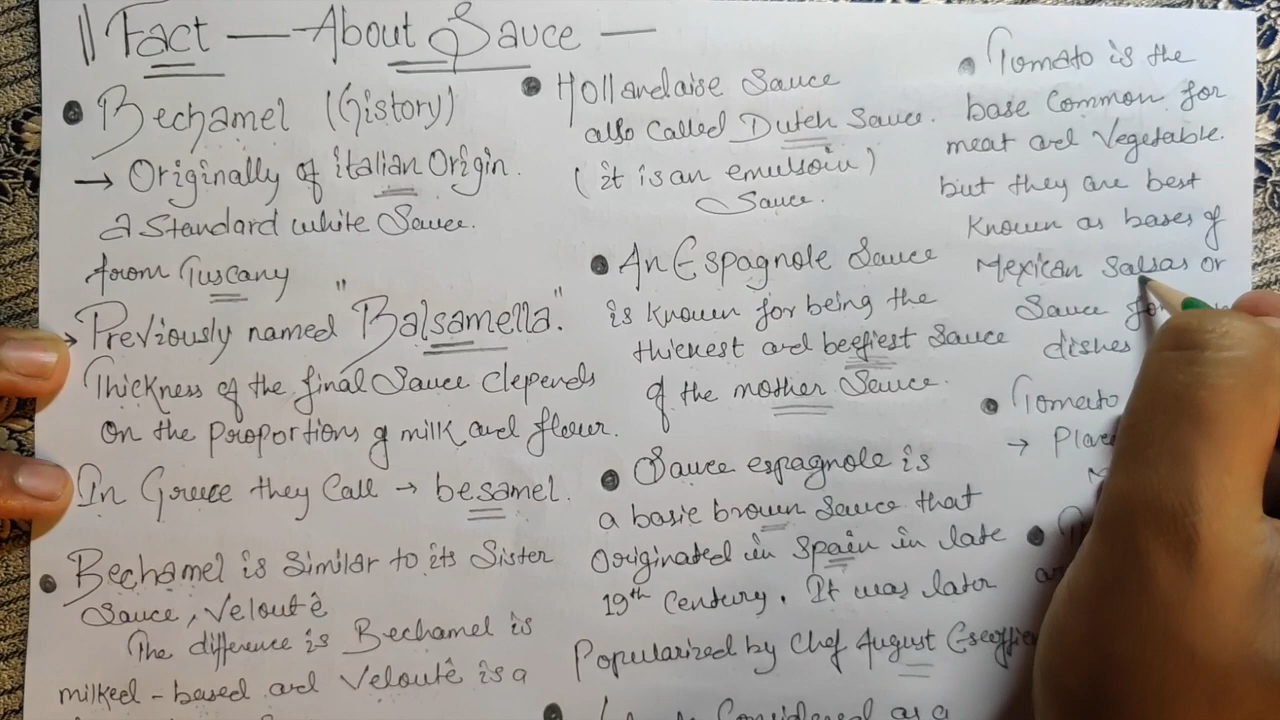 Fact — About Sauce —
Bechamel (Gistory)
→ Originally of italian Origin.
a Standard white Sauce.
from Tuscany
→ Previously named "Balsamella."
Thickness of the final Sauce depends
On the proportions of milk and flour.
In Greece they Call → besamel.
Bechamel is Similar to its Sister
Sauce, Veloutê
The difference is Bechamel is
milked - based and Veloutê is a
Hollandaise Sauce
also Called Dutch Sauce.
(it is an emulsoin)
Sauce.
An Espagnole Sauce
is known for being the
thickest and beefiest Sauce
of the mother Sauce.
Sauce espagnole is
a basic brown Sauce that
Originated in Spain in late
19th Century. It was later
Popularized by Chef August Escoffie
Considered as a
Tomato is the
base Common for
meat and Vegetable.
but they are best
Known as bases of
Mexican Salsas or
Sauce for
dishes
Tomato
→